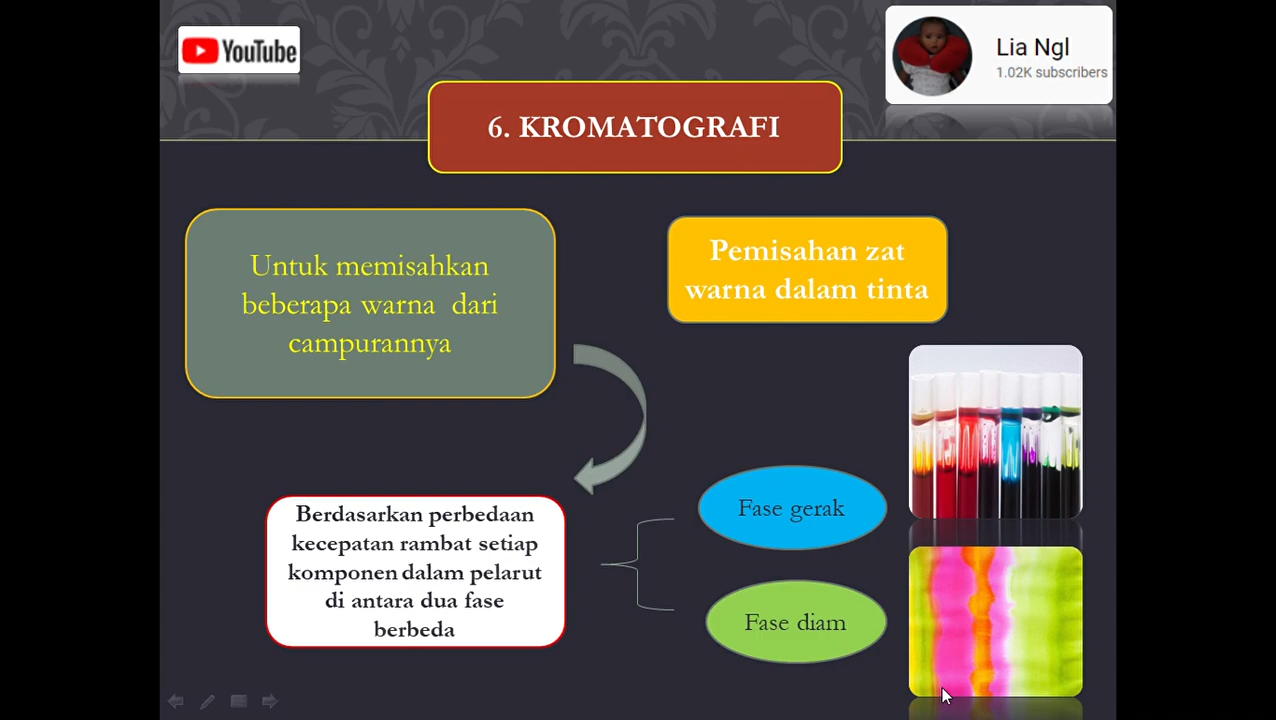 YouTube
Lia Ngl
1.02K subscribers
6. KROMATOGRAFI
Untuk memisahkan
beberapa warna dari
campurannya
Pemisahan zat
warna dalam tinta
Berdasarkan perbedaan
kecepatan rambat setiap
komponen dalam pelarut
di antara dua fase
berbeda
Fase gerak
Fase diam